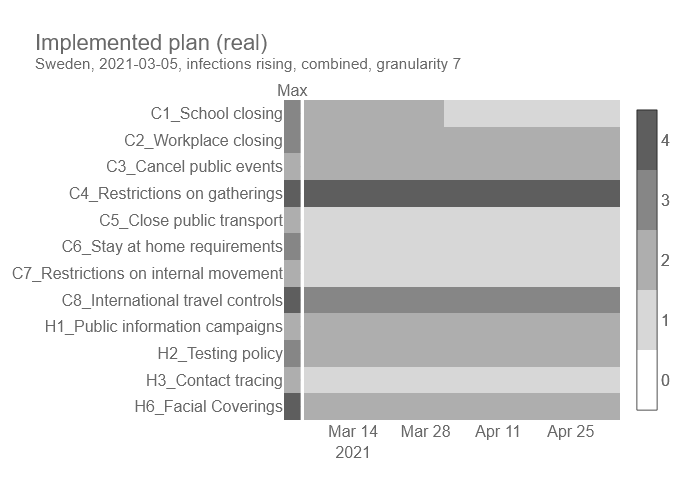 Implemented plan (real)
Sweden, 2021-03-05, infections rising, combined, granularity 7
Max
C1_School closing
C2_Workplace closing
C3_Cancel public events
C4_Restrictions on gatherings
C5_Close public transport
C6_Stay at home requirements
C7_Restrictions on internal movement
C8_International travel controls
H1_Public information campaigns
H2_Testing policy
H3_Contact tracing
H6_Facial Coverings
4
3
2
1
0
Mar 14 Mar 28 Apr 11 Apr 25
2021